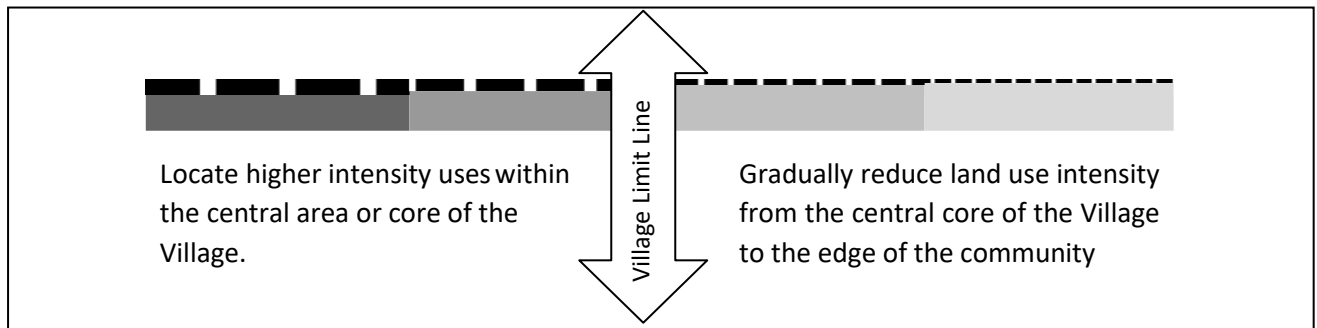 Locate higher intensity uses within
the central area or core of the
Village.
Village Limit Line
Gradually reduce land use intensity
from the central core of the Village
to the edge of the community